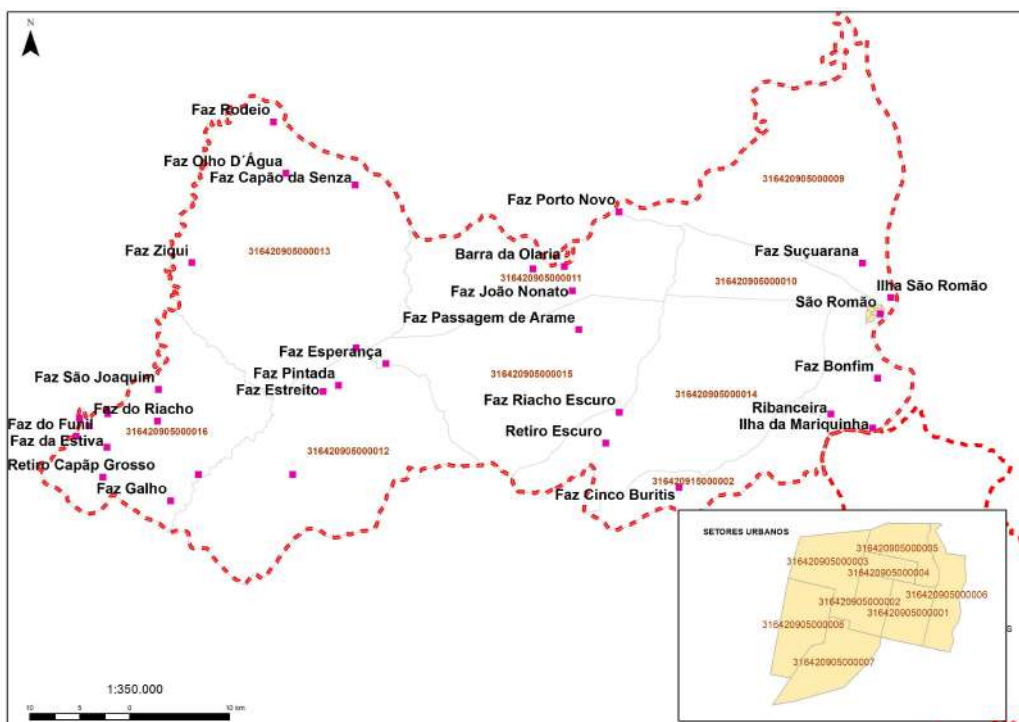 N
Faz Rodeio
Faz Olho D´Água
Faz Capão da Senza
316420905000009
Faz Porto Novo
Faz Ziqui
316420905000013
Barra da Olaria
Faz Suçuarana
316420905000011
316420905000010
Faz João Nonato
Ilha São Romão
São Romão
Faz Passagem de Arame
Faz Esperança
Faz São Joaquim
Faz Pintada
Faz Estreito
316420905000015
Faz Bonfim
316420905000014
Faz do Riacho
Faz Riacho Escuro
Ribanceira
Faz do Funil
316420905000016
Ilha da Mariquinha
Faz da Estiva
Retiro Escuro
316420905000012
Retiro Capãp Grosso
316420915000002
Faz Galho
Faz Cinco Buritis
SETORES URBANOS
316420905000005
316420905000003
316420905000004
316420905000006
316420905000002
316420905000001
316420905000008
316420905000007
G
1:350.000
10 5 0 10 km